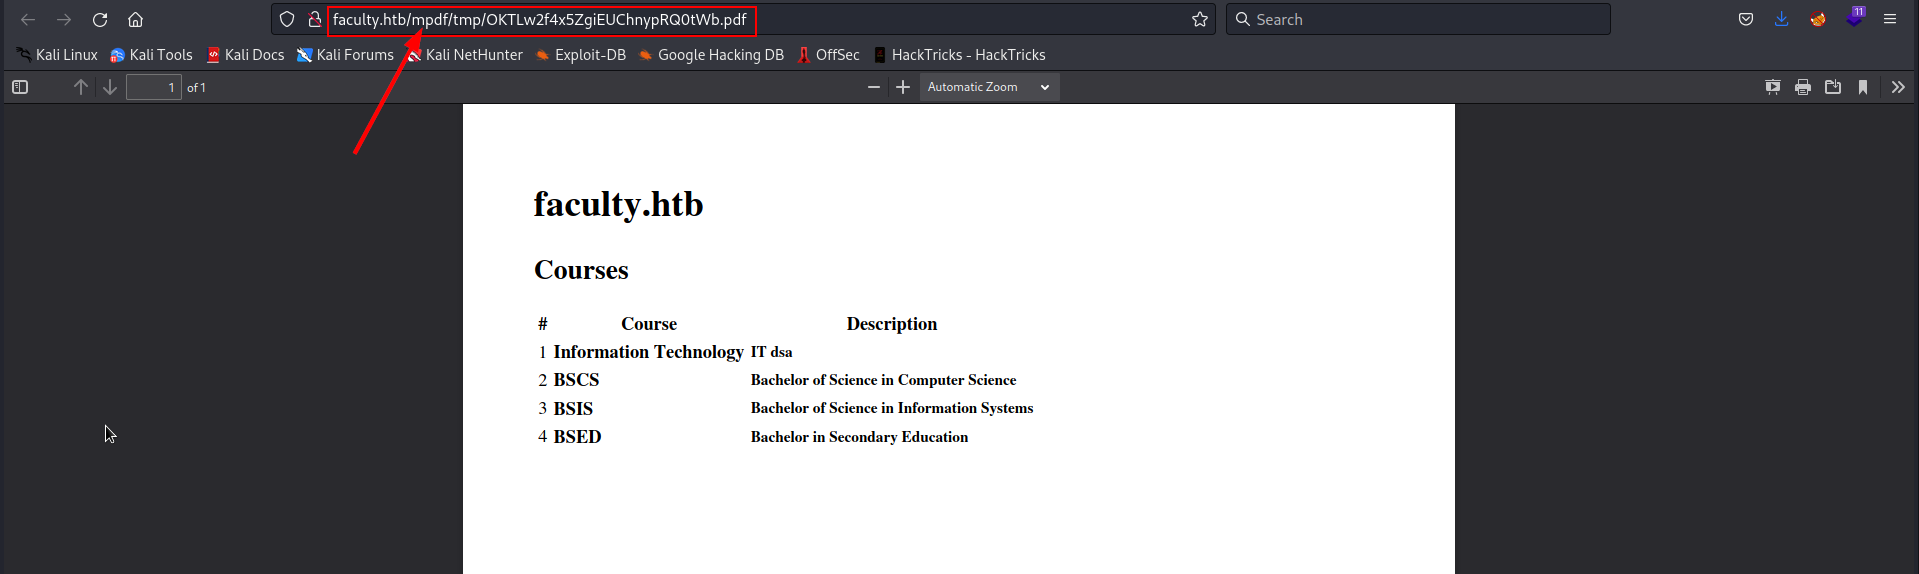 faculty.htb/mpdf/tmp/OKTLw2f4x5ZgiEUChnypRQ0tWb.pdf Search 11
Kali Linux Kali Tools Kali Docs Kali Forums Kali NetHunter Exploit-DB Google Hacking DB OffSec HackTricks - HackTricks
1 of 1 Automatic Zoom
faculty.htb
Courses
# Course Description
1 Information Technology IT dsa
2 BSCS Bachelor of Science in Computer Science
3 BSIS Bachelor of Science in Information Systems
4 BSED Bachelor in Secondary Education